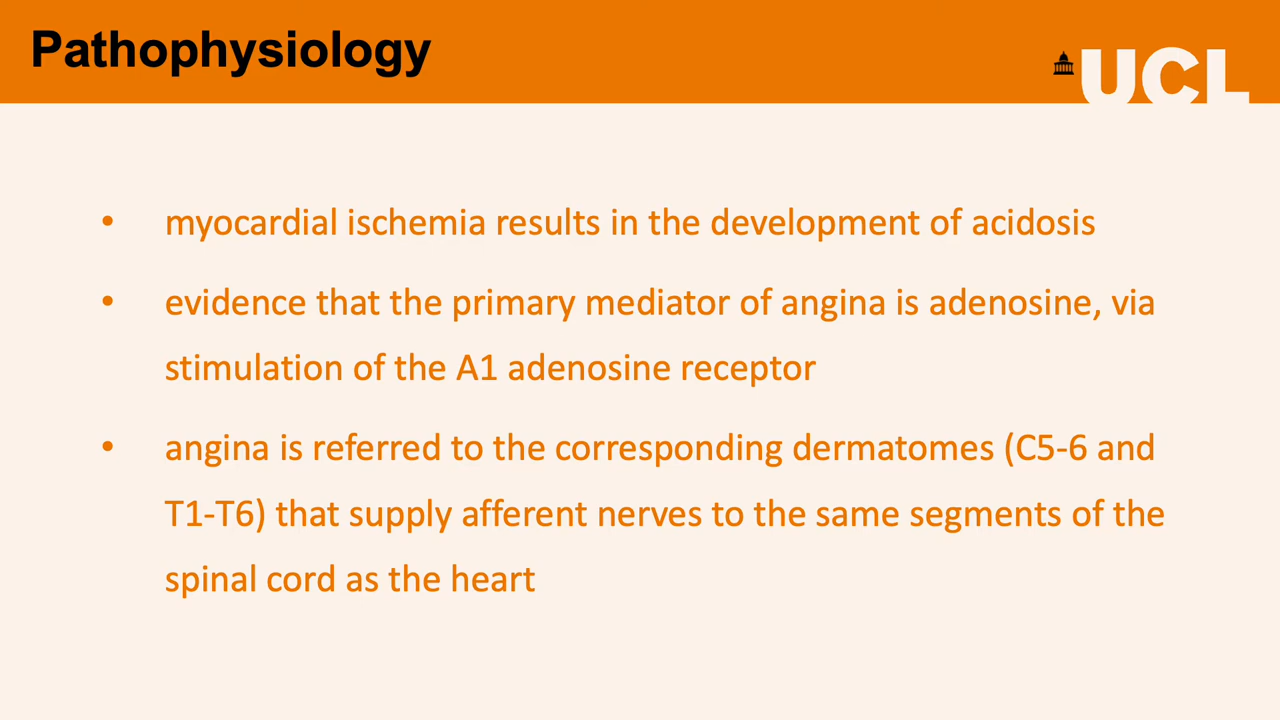 Pathophysiology
UCL
• myocardial ischemia results in the development of acidosis
• evidence that the primary mediator of angina is adenosine, via
stimulation of the A1 adenosine receptor
• angina is referred to the corresponding dermatomes (C5-6 and
T1-T6) that supply afferent nerves to the same segments of the
spinal cord as the heart